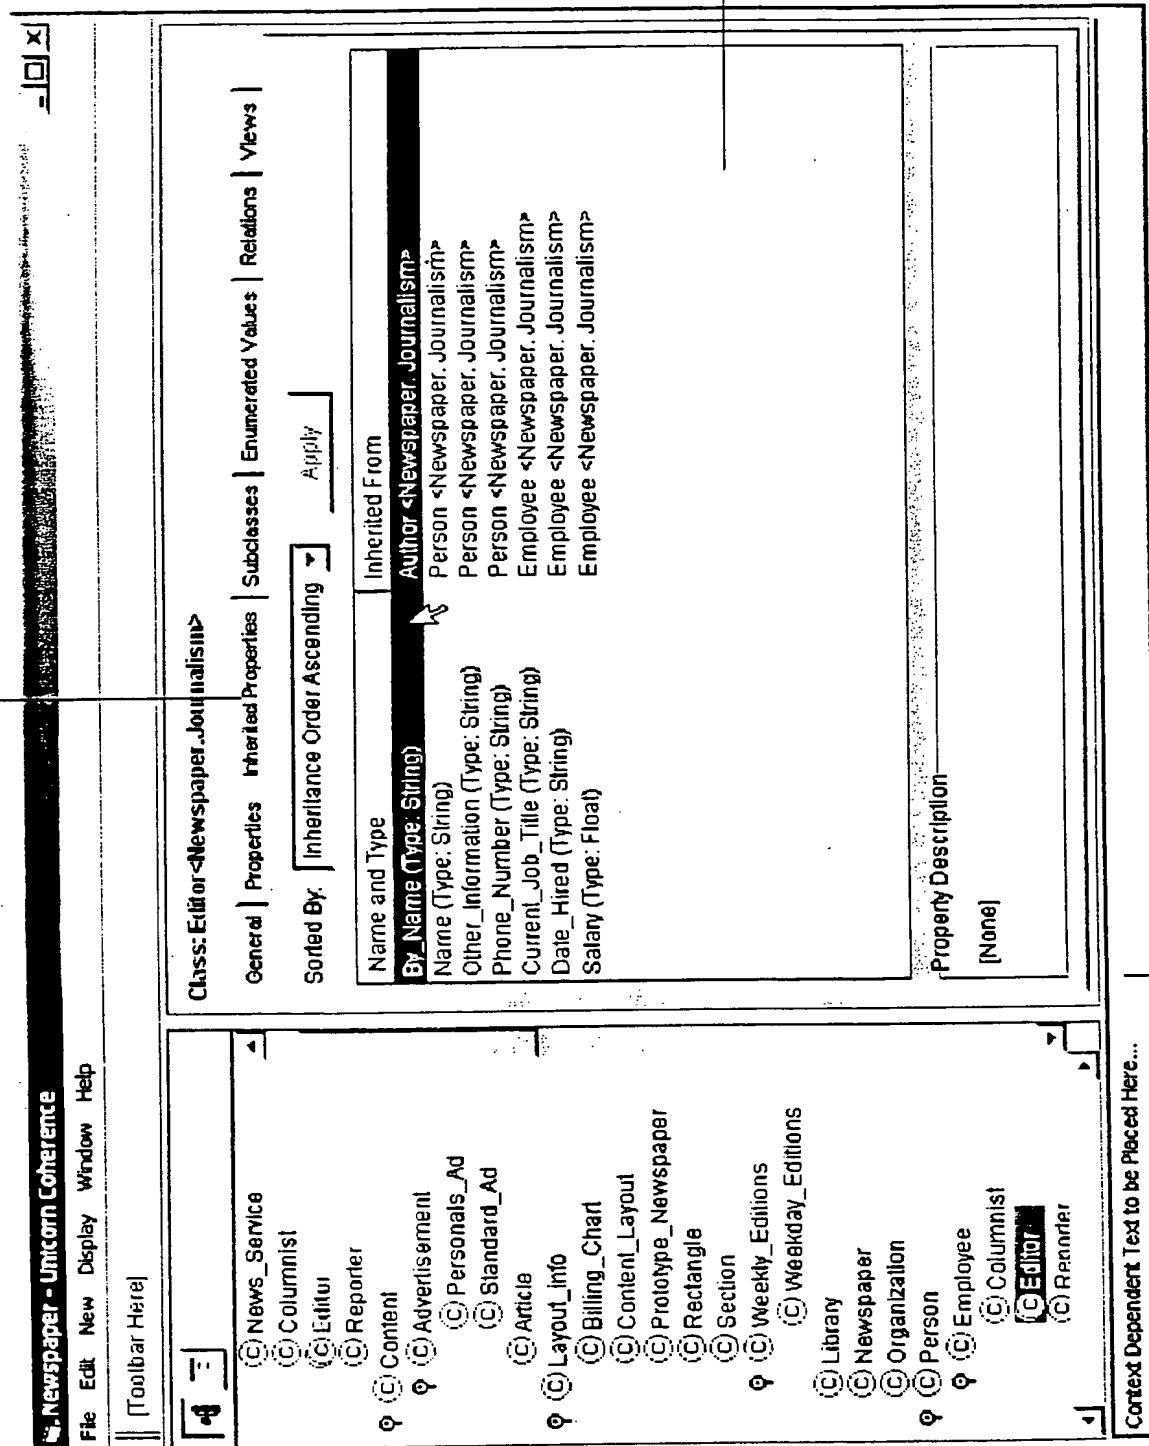 Newspaper - Unicorn Coherence
File Edit New Display Window Help
[Toolbar Here]
News_Service
Columnist
Editor
Reporter
Content
Advertisement
Personals_Ad
Standard_Ad
Article
Layout_Info
Billing_Chart
Content_Layout
Prototype_Newspaper
Rectangle
Section
Weekly_Editions
Weekday_Editions
Library
Newspaper
Organization
Person
Employee
Columnist
Editor
Reporter
Class: Editor<Newspaper.Journalism>
General Properties Inherited Properties Subclasses Enumerated Values Relations Views
Sorted By: Inheritance Order Ascending Apply
Name and Type Inherited From
By_Name (Type: String) Author <Newspaper. Journalism>
Name (Type: String) Person <Newspaper. Journalism>
Other_Information (Type: String) Person <Newspaper. Journalism>
Phone_Number (Type: String) Person <Newspaper. Journalism>
Current_Job_Title (Type: String) Employee <Newspaper. Journalism>
Date_Hired (Type: String) Employee <Newspaper. Journalism>
Salary (Type: Float) Employee <Newspaper. Journalism>
Property Description
[None]
Context Dependent Text to be Placed Here...